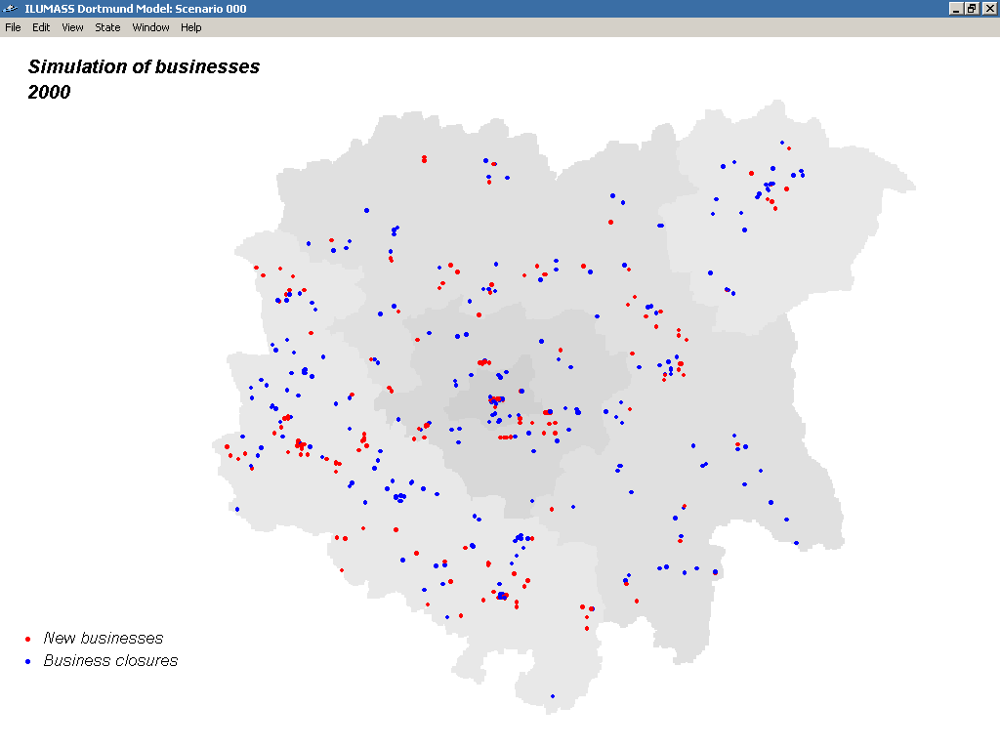 ILUMASS Dortmund Model: Scenario 000
File Edit View State Window Help
Simulation of businesses
2000
New businesses
Business closures